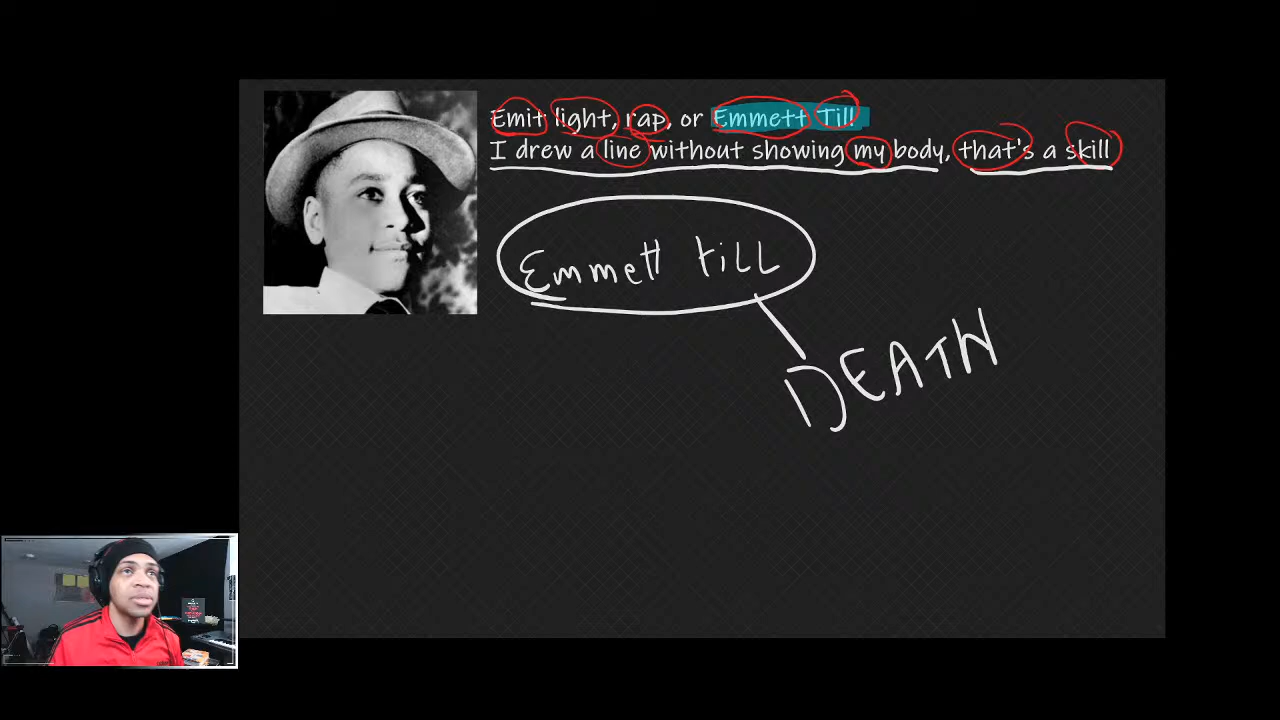 Emit light, rap, or Emmett Till
I drew a line without showing my body, that's a skill
Emmett till
DEATH